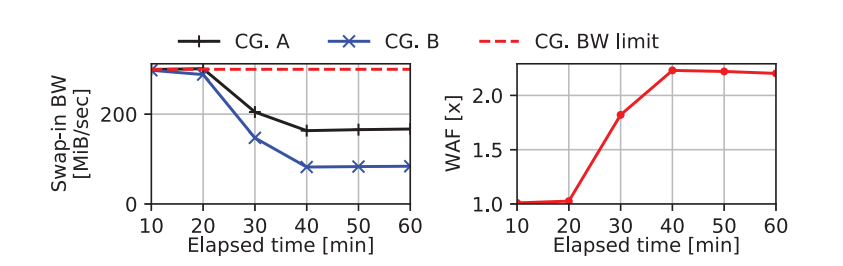 CG. A CG. B CG. BW limit
Swap-in BW
[MiB/sec]
200
0
10 20 30 40 50 60
Elapsed time [min]
WAF [x]
2.0
1.5
1.0
10 20 30 40 50 60
Elapsed time [min]